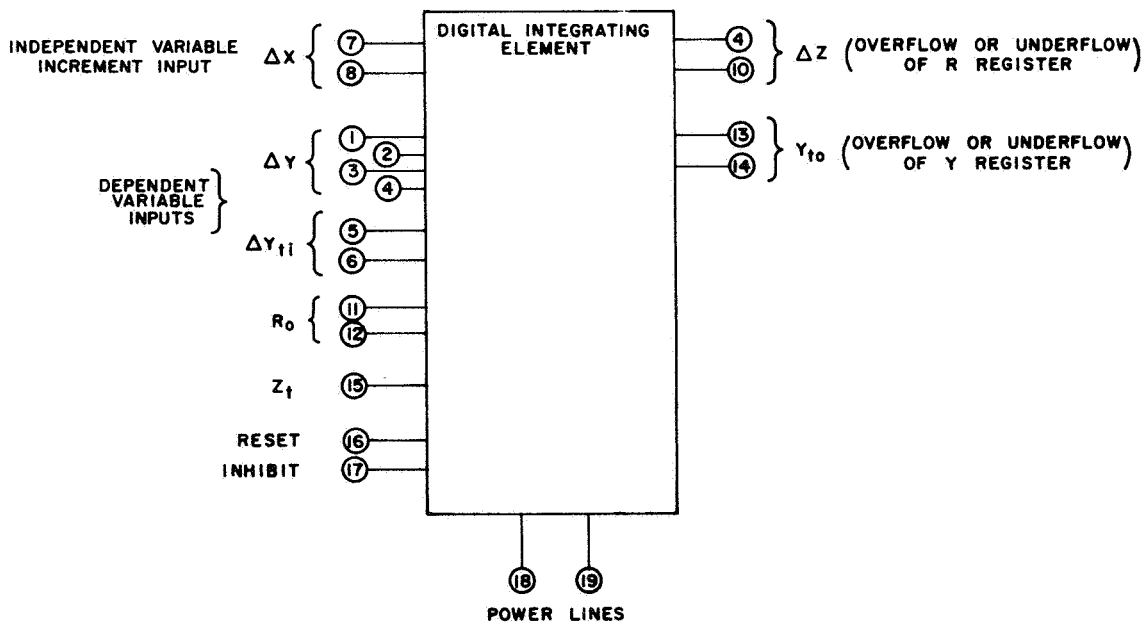 DIGITAL INTEGRATING
ELEMENT
INDEPENDENT VARIABLE
INCREMENT INPUT
ΔX
7
8
ΔY
1
2
3
4
DEPENDENT
VARIABLE
INPUTS
ΔYti
5
6
Ro
11
12
Zt
15
RESET
16
INHIBIT
17
4
10
ΔZ (OVERFLOW OR UNDERFLOW)
OF R REGISTER
13
14
Yto (OVERFLOW OR UNDERFLOW)
OF Y REGISTER
18
19
POWER LINES